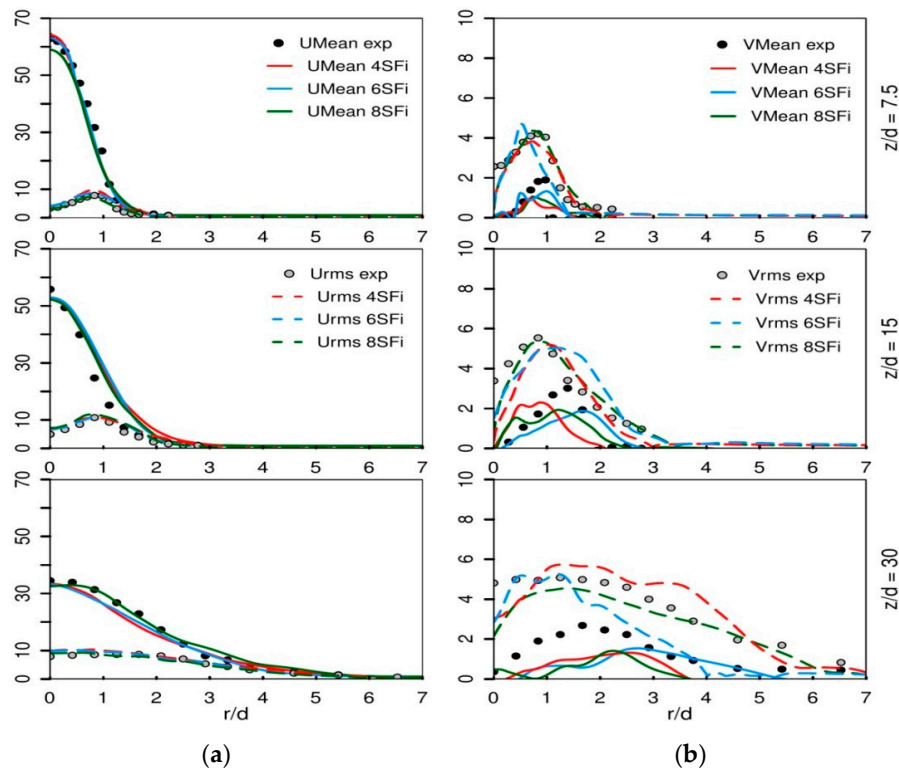 70
50
30
10
0
UMean exp
UMean 4SFi
UMean 6SFi
UMean 8SFi
0 1 2 3 4 5 6 7
10
8
6
4
2
0
VMean exp
VMean 4SFi
VMean 6SFi
VMean 8SFi
0 1 2 3 4 5 6 7
z/d = 7.5
70
50
30
10
0
Urms exp
Urms 4SFi
Urms 6SFi
Urms 8SFi
0 1 2 3 4 5 6 7
10
8
6
4
2
0
Vrms exp
Vrms 4SFi
Vrms 6SFi
Vrms 8SFi
0 1 2 3 4 5 6 7
z/d = 15
70
50
30
10
0
0 1 2 3 4 5 6 7
r/d
10
8
6
4
2
0
0 1 2 3 4 5 6 7
r/d
z/d = 30
(a)
(b)